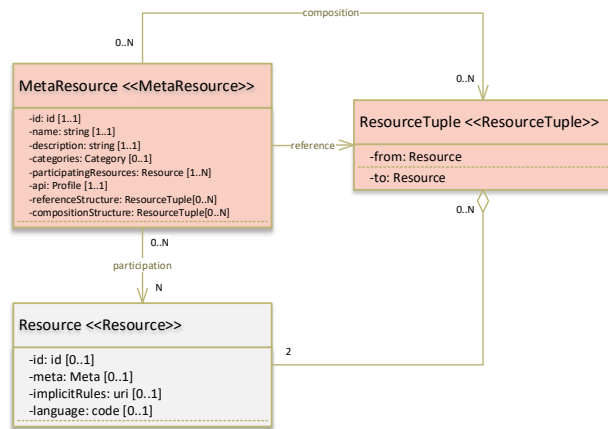 composition
0..N
0..N
MetaResource <<MetaResource>>
-id: id [1..1]
-name: string [1..1]
-description: string [1..1]
-categories: Category [0..1]
-participatingResources: Resource [1..N]
-api: Profile [1..1]
-referenceStructure: ResourceTuple[0..N]
-compositionStructure: ResourceTuple[0..N]
reference
ResourceTuple <<ResourceTuple>>
-from: Resource
-to: Resource
0..N
0..N
participation
N
Resource <<Resource>>
-id: id [0..1]
-meta: Meta [0..1]
-implicitRules: uri [0..1]
-language: code [0..1]
2